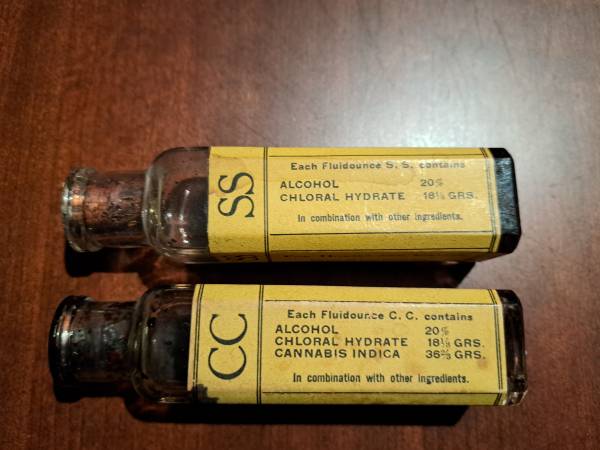 SS
Each Fluidounce S. S. contains
ALCOHOL 20%
CHLORAL HYDRATE 18⅓ GRS.
In combination with other ingredients.
CC
Each Fluidounce C. C. contains
ALCOHOL 20%
CHLORAL HYDRATE 18⅓ GRS.
CANNABIS INDICA 36⅔ GRS.
In combination with other ingredients.